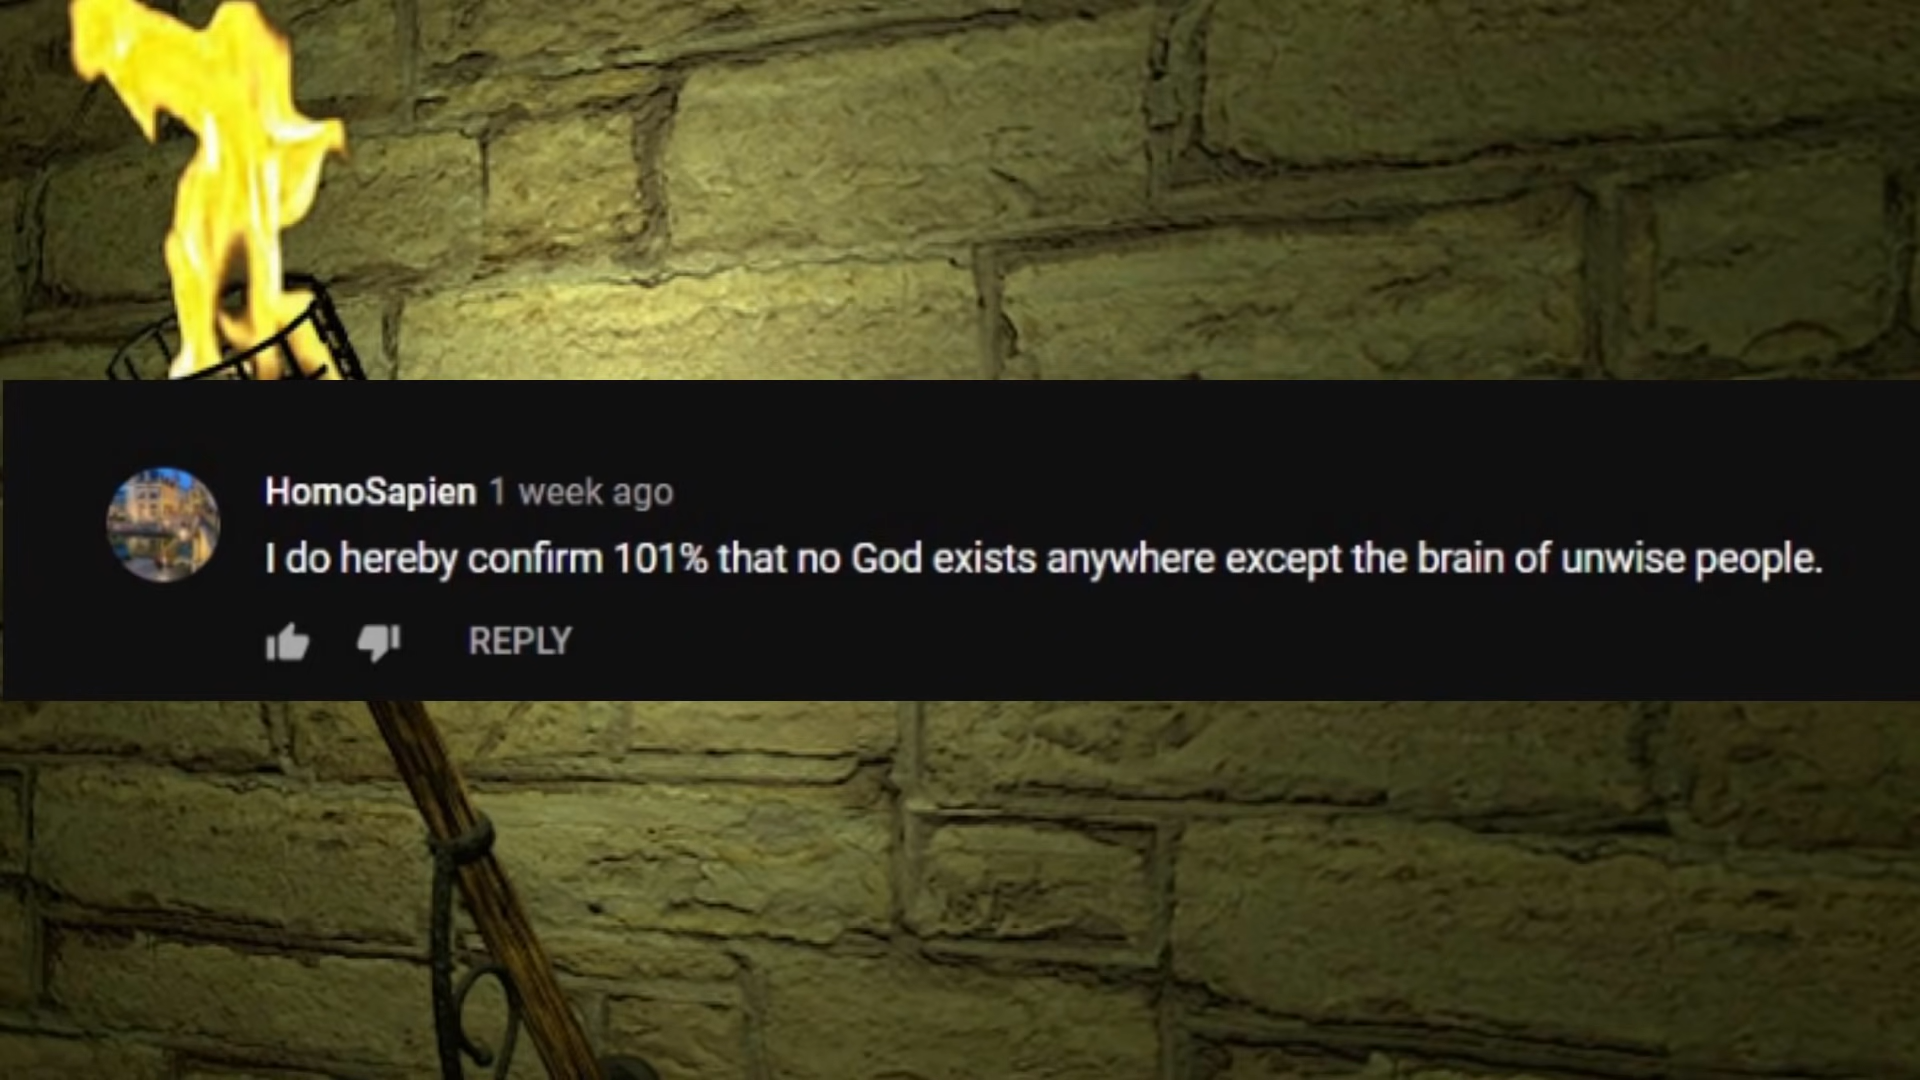 HomoSapien 1 week ago
I do hereby confirm 101% that no God exists anywhere except the brain of unwise people.
REPLY